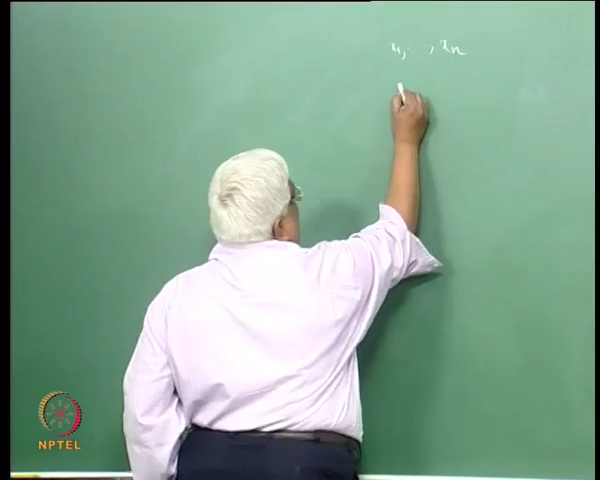 x1, . . , xn
NPTEL